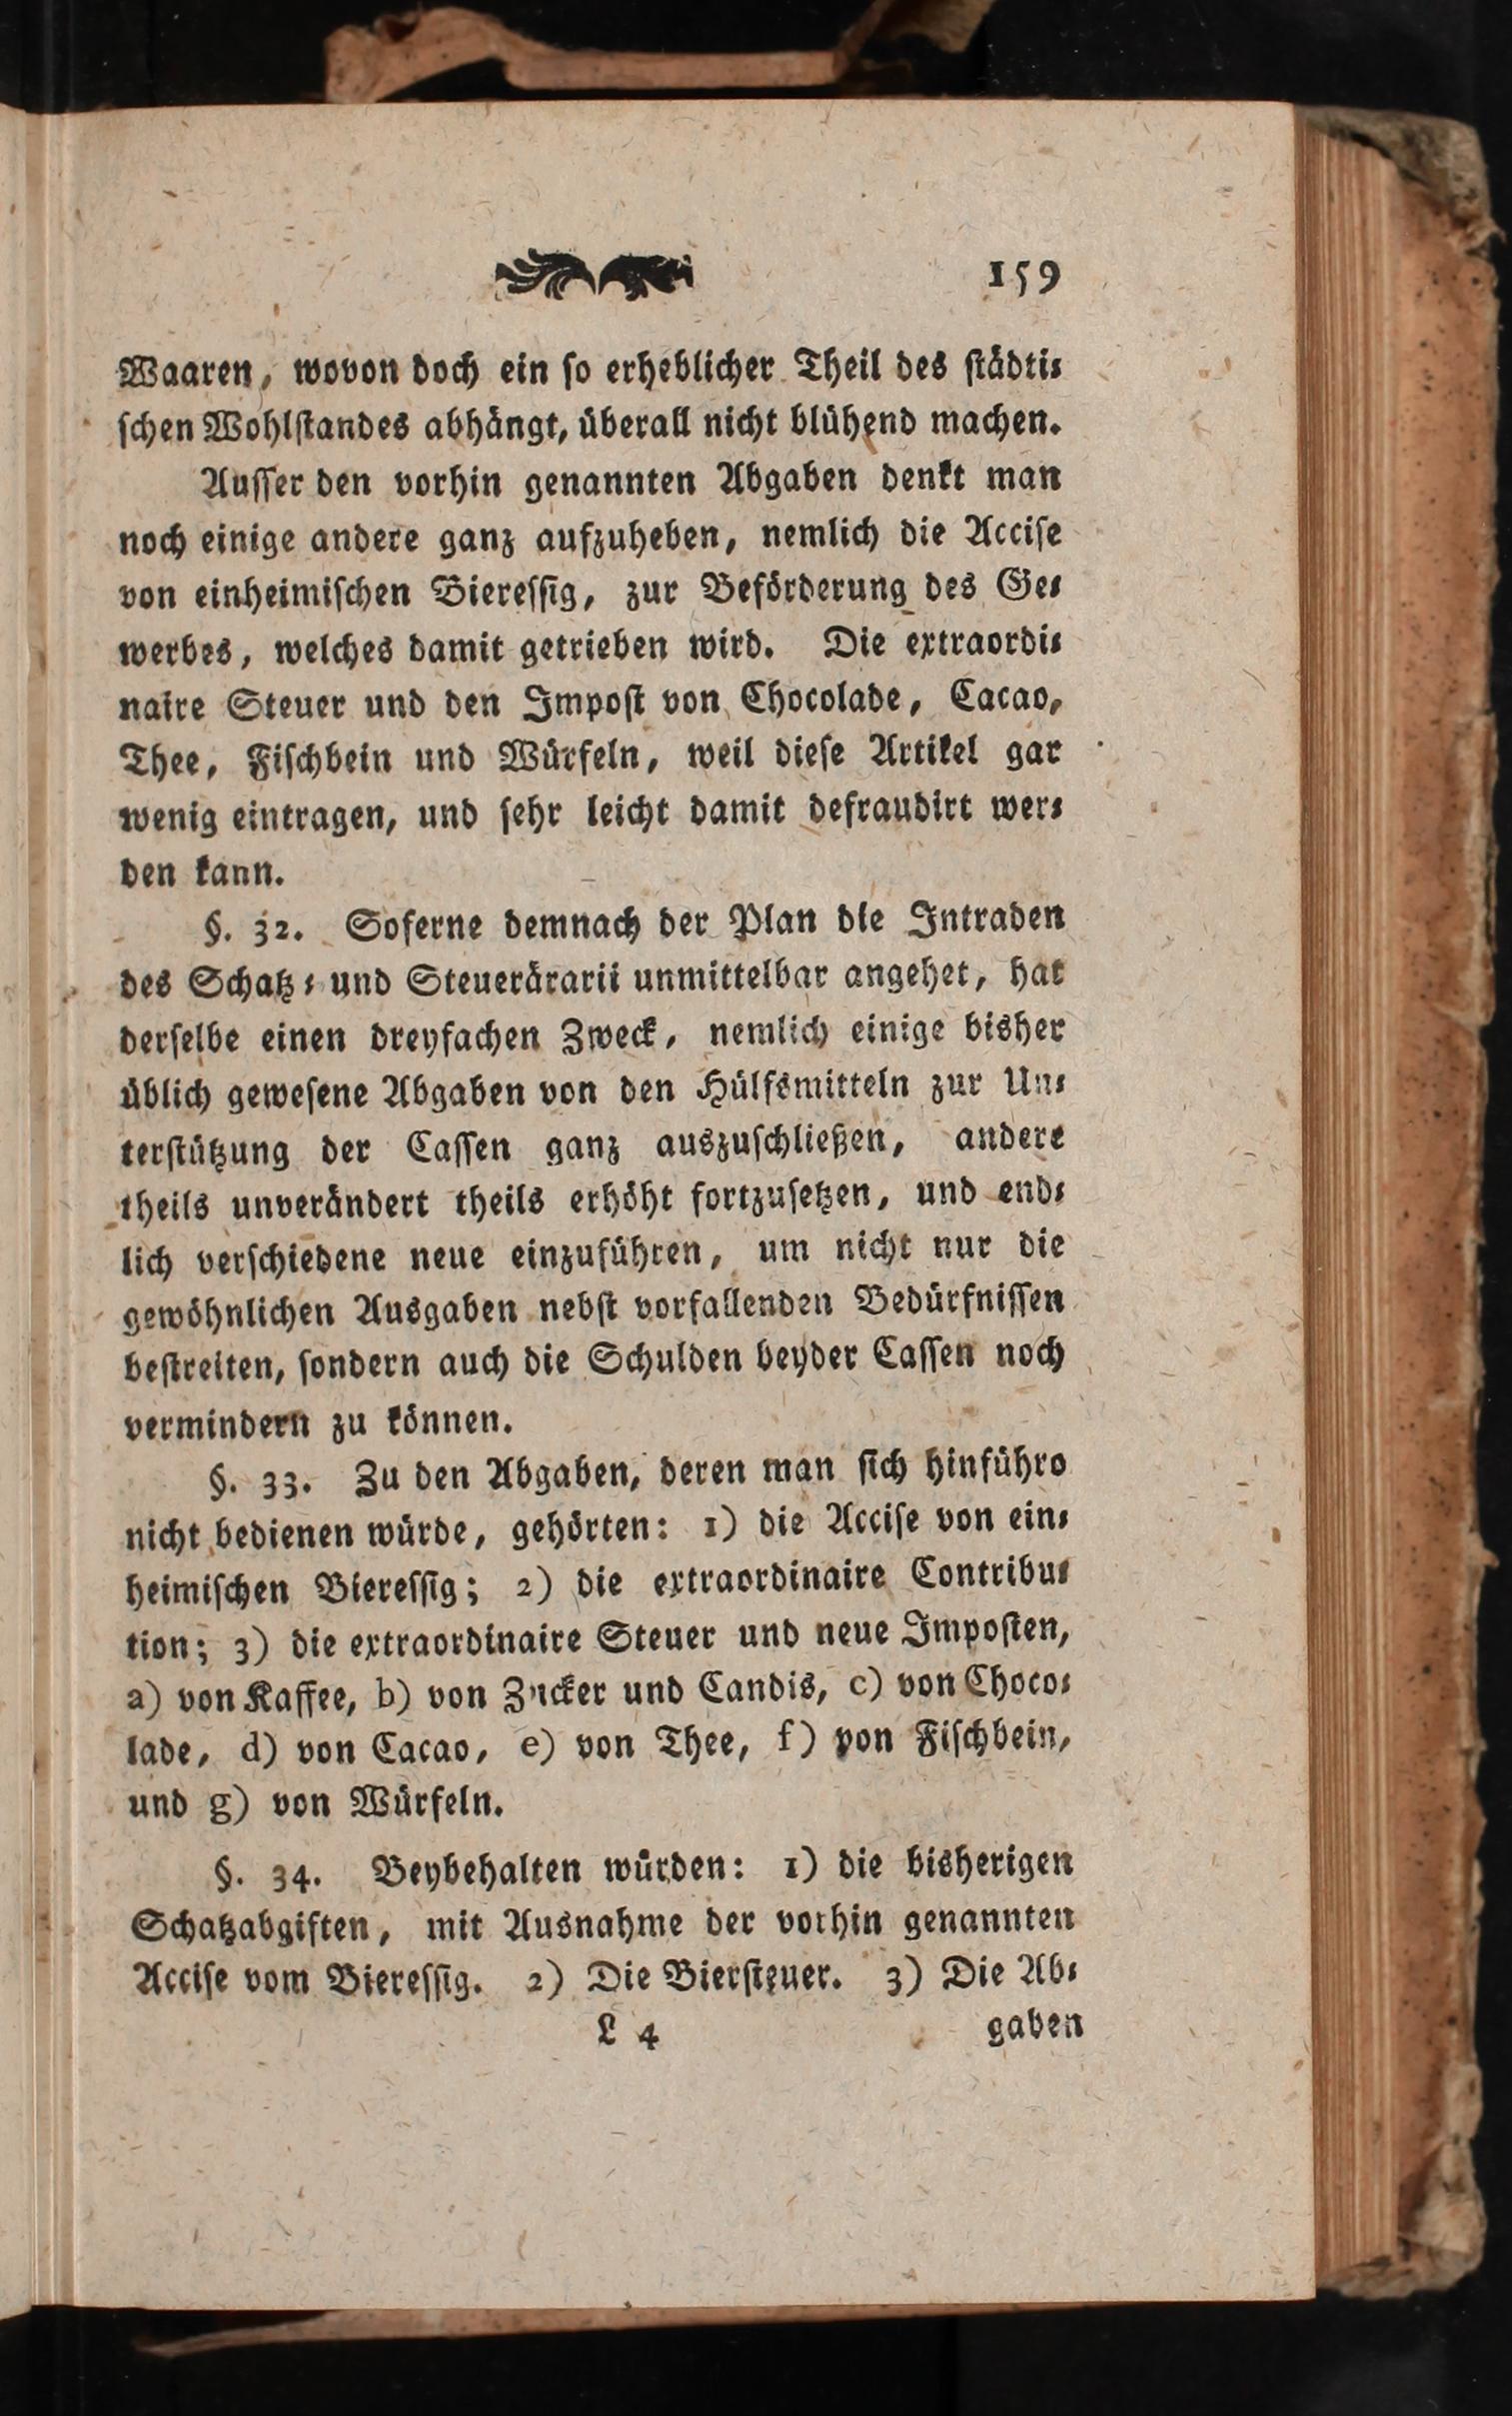 159
Waaren, wovon doch ein ſo erheblicher Theil des ſtädti⸗
ſchen Wohlſtandes abhängt, überall nicht blühend machen.
Auſſer den vorhin genannten Abgaben denkt man
noch einige andere ganz aufzuheben, nemlich die Acciſe
von einheimiſchen Biereſſig, zur Beförderung des Ge⸗
werbes, welches damit getrieben wird. Die extraordi⸗
naire Steuer und den Impoſt von Chocolade, Cacao,
Thee, Fiſchbein und Würfeln, weil dieſe Artikel gar
wenig eintragen, und ſehr leicht damit defraudirt wer⸗
den kann.
§. 32. Soferne demnach der Plan die Intraden
des Schatz⸗ und Steuerärarii unmittelbar angehet, hat
derſelbe einen dreyfachen Zweck, nemlich einige bisher
üblich geweſene Abgaben von den Hülfsmitteln zur Un⸗
terſtützung der Caſſen ganz auszuſchließen, andere
theils unverändert theils erhöht fortzuſetzen, und end⸗
lich verſchiedene neue einzuführen, um nicht nur die
gewöhnlichen Ausgaben nebſt vorfallenden Bedürfniſſen
beſtreiten, ſondern auch die Schulden beyder Caſſen noch
vermindern zu können.
§. 33. Zu den Abgaben, deren man ſich hinführo
nicht bedienen würde, gehörten: 1) die Acciſe von ein⸗
heimiſchen Biereſſig; 2) die extraordinaire Contribu⸗
tion; 3) die extraordinaire Steuer und neue Impoſten,
a) von Kaffee, b) von Zucker und Candis, c) von Choco⸗
lade, d) von Cacao, e) von Thee, f) von Fiſchbein,
und g) von Würfeln.
§. 34. Beybehalten würden: 1) die bisherigen
Schatzabgiften, mit Ausnahme der vorhin genannten
Acciſe vom Biereſſig. 2) Die Bierſteuer. 3) Die Ab⸗
L 4 gaben